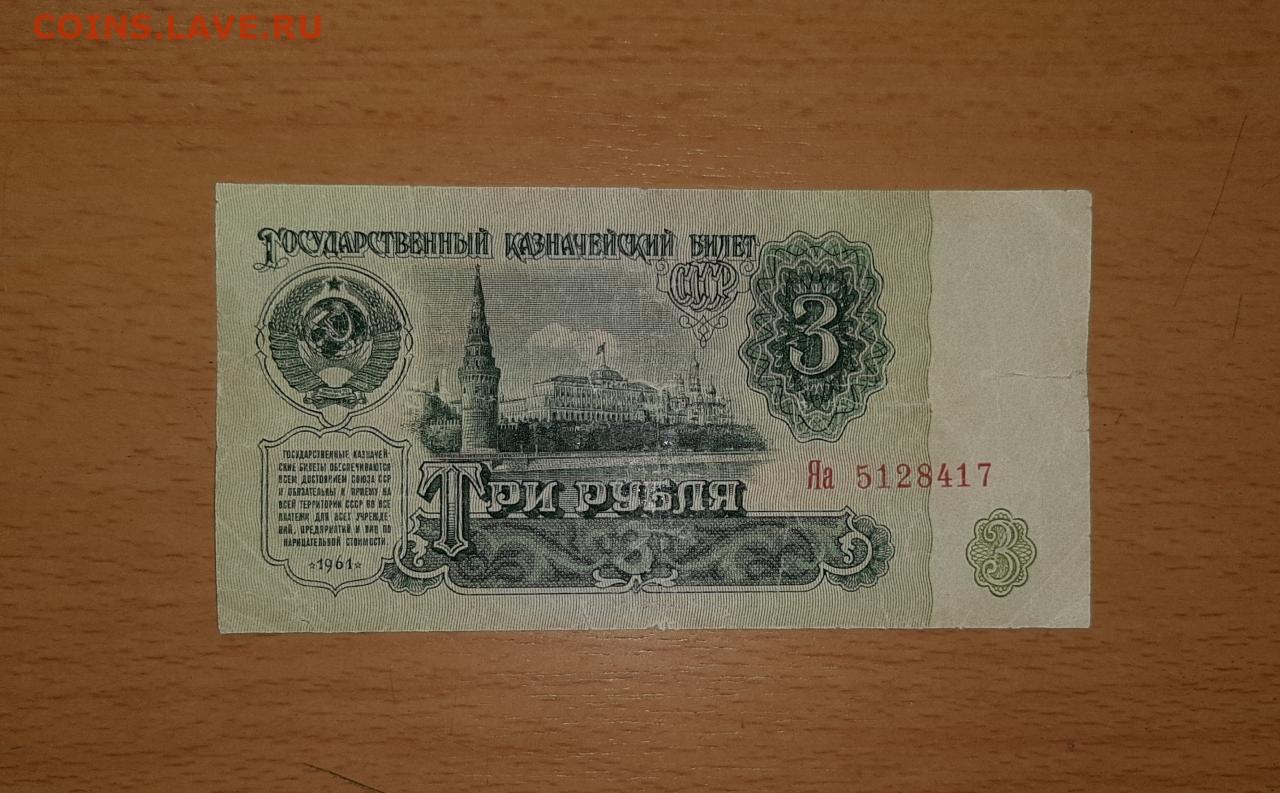 COINS.LAVE.RU
ГОСУДАРСТВЕННЫЙ КАЗНАЧЕЙСКИЙ БИЛЕТ
СССР
3
ГОСУДАРСТВЕННЫЕ КАЗНАЧЕЙ-
СКИЕ БИЛЕТЫ ОБЕСПЕЧИВАЮТСЯ
ВСЕМ ДОСТОЯНИЕМ СОЮЗА ССР
И ОБЯЗАТЕЛЬНЫ К ПРИЕМУ НА
ВСЕЙ ТЕРРИТОРИИ СССР ВО ВСЕ
ПЛАТЕЖИ ДЛЯ ВСЕХ УЧРЕЖДЕ-
НИЙ, ПРЕДПРИЯТИЙ И ЛИЦ ПО
НАРИЦАТЕЛЬНОЙ СТОИМОСТИ.
*1961*
ТРИ РУБЛЯ
Яа 5128417
3
3